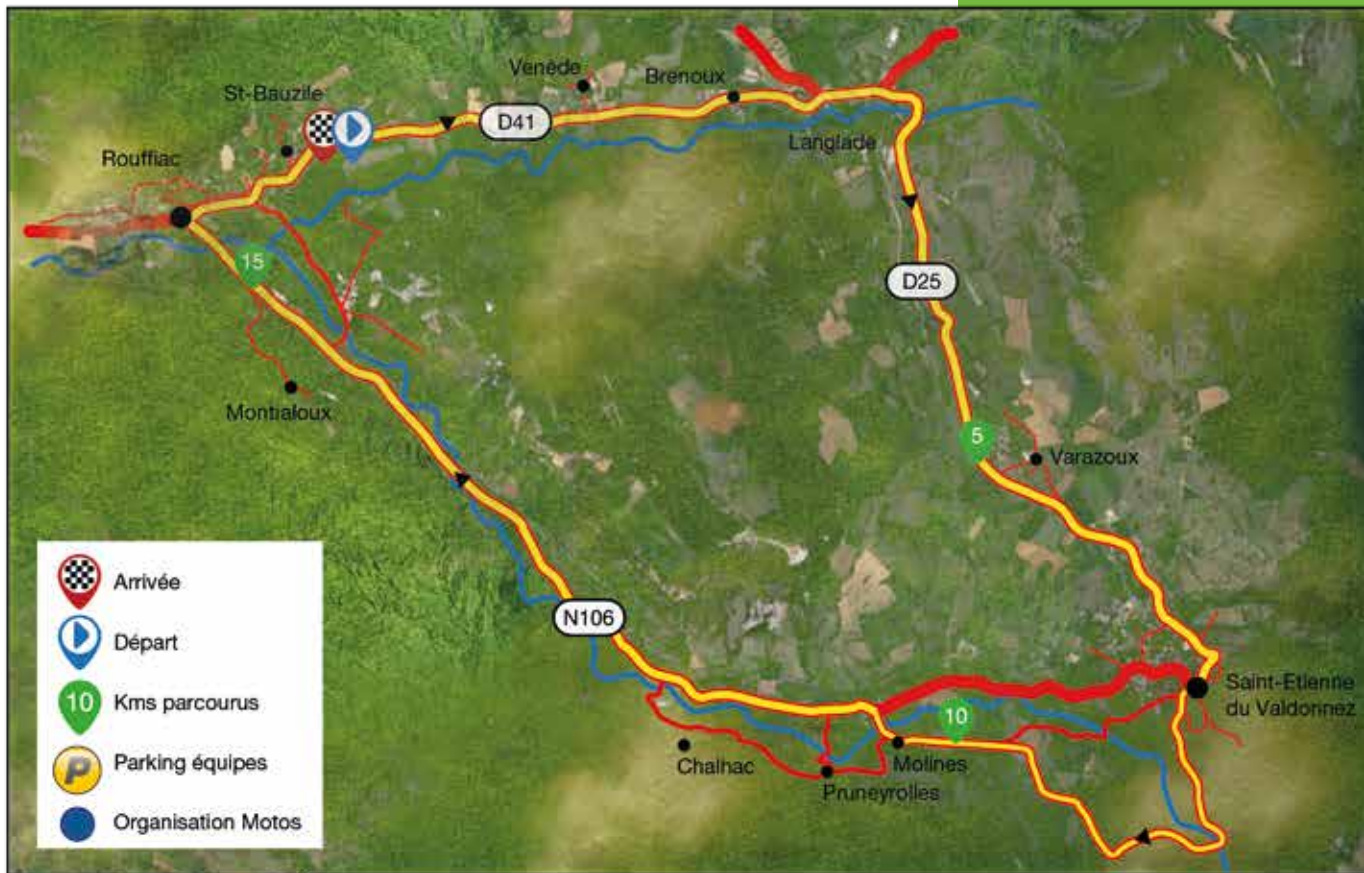 Venède
Brenoux
St-Bauzile
D41
Rouffiac
Langlade
15
D25
Montialoux
5
Varazoux
N106
Saint-Etienne
du Valdonnez
10
Chalhac
Molines
Pruneyrolles
Arrivée
Départ
10
Kms parcourus
P
Parking équipes
Organisation Motos